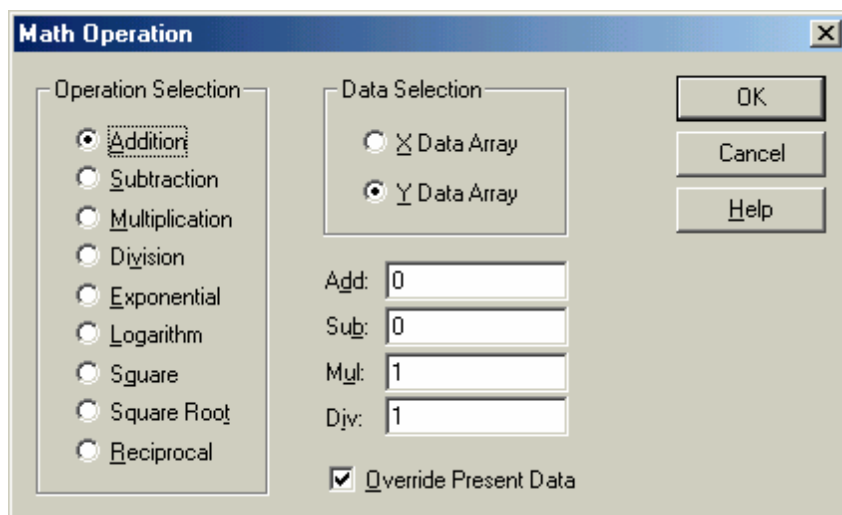 Math Operation
Operation Selection
Addition
Subtraction
Multiplication
Division
Exponential
Logarithm
Square
Square Root
Reciprocal
Data Selection
X Data Array
Y Data Array
Add: 0
Sub: 0
Mul: 1
Div: 1
Override Present Data
OK
Cancel
Help